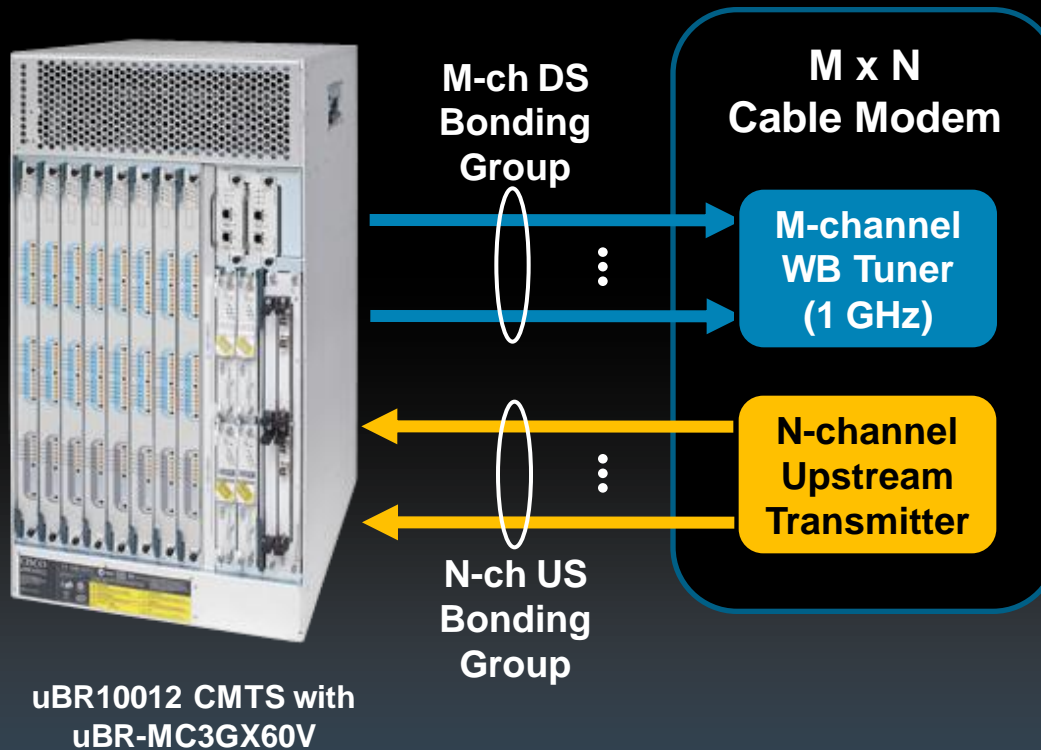 M-ch DS
Bonding
Group
M x N
Cable Modem
M-channel
WB Tuner
(1 GHz)
N-channel
Upstream
Transmitter
N-ch US
Bonding
Group
CISCO
uBR10012 CMTS with
uBR-MC3GX60V